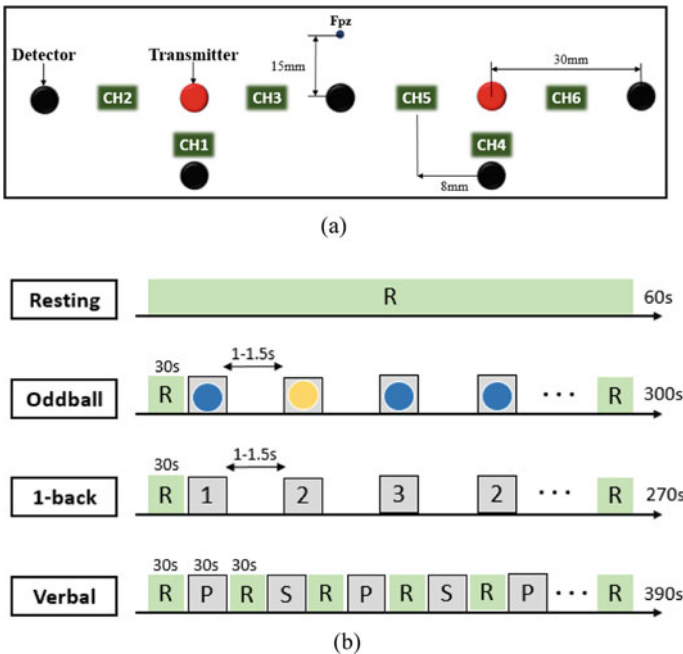 Fpz
Detector Transmitter 15mm 30mm
CH2 CH3 CH5 CH6
CH1 CH4
8mm
(a)
Resting R 60s
1-1.5s
30s
Oddball R ... R 300s
1-1.5s
30s
1-back R 1 2 3 2 ... R 270s
30s 30s 30s
Verbal R P R S R P R S R P ... R 390s
(b)